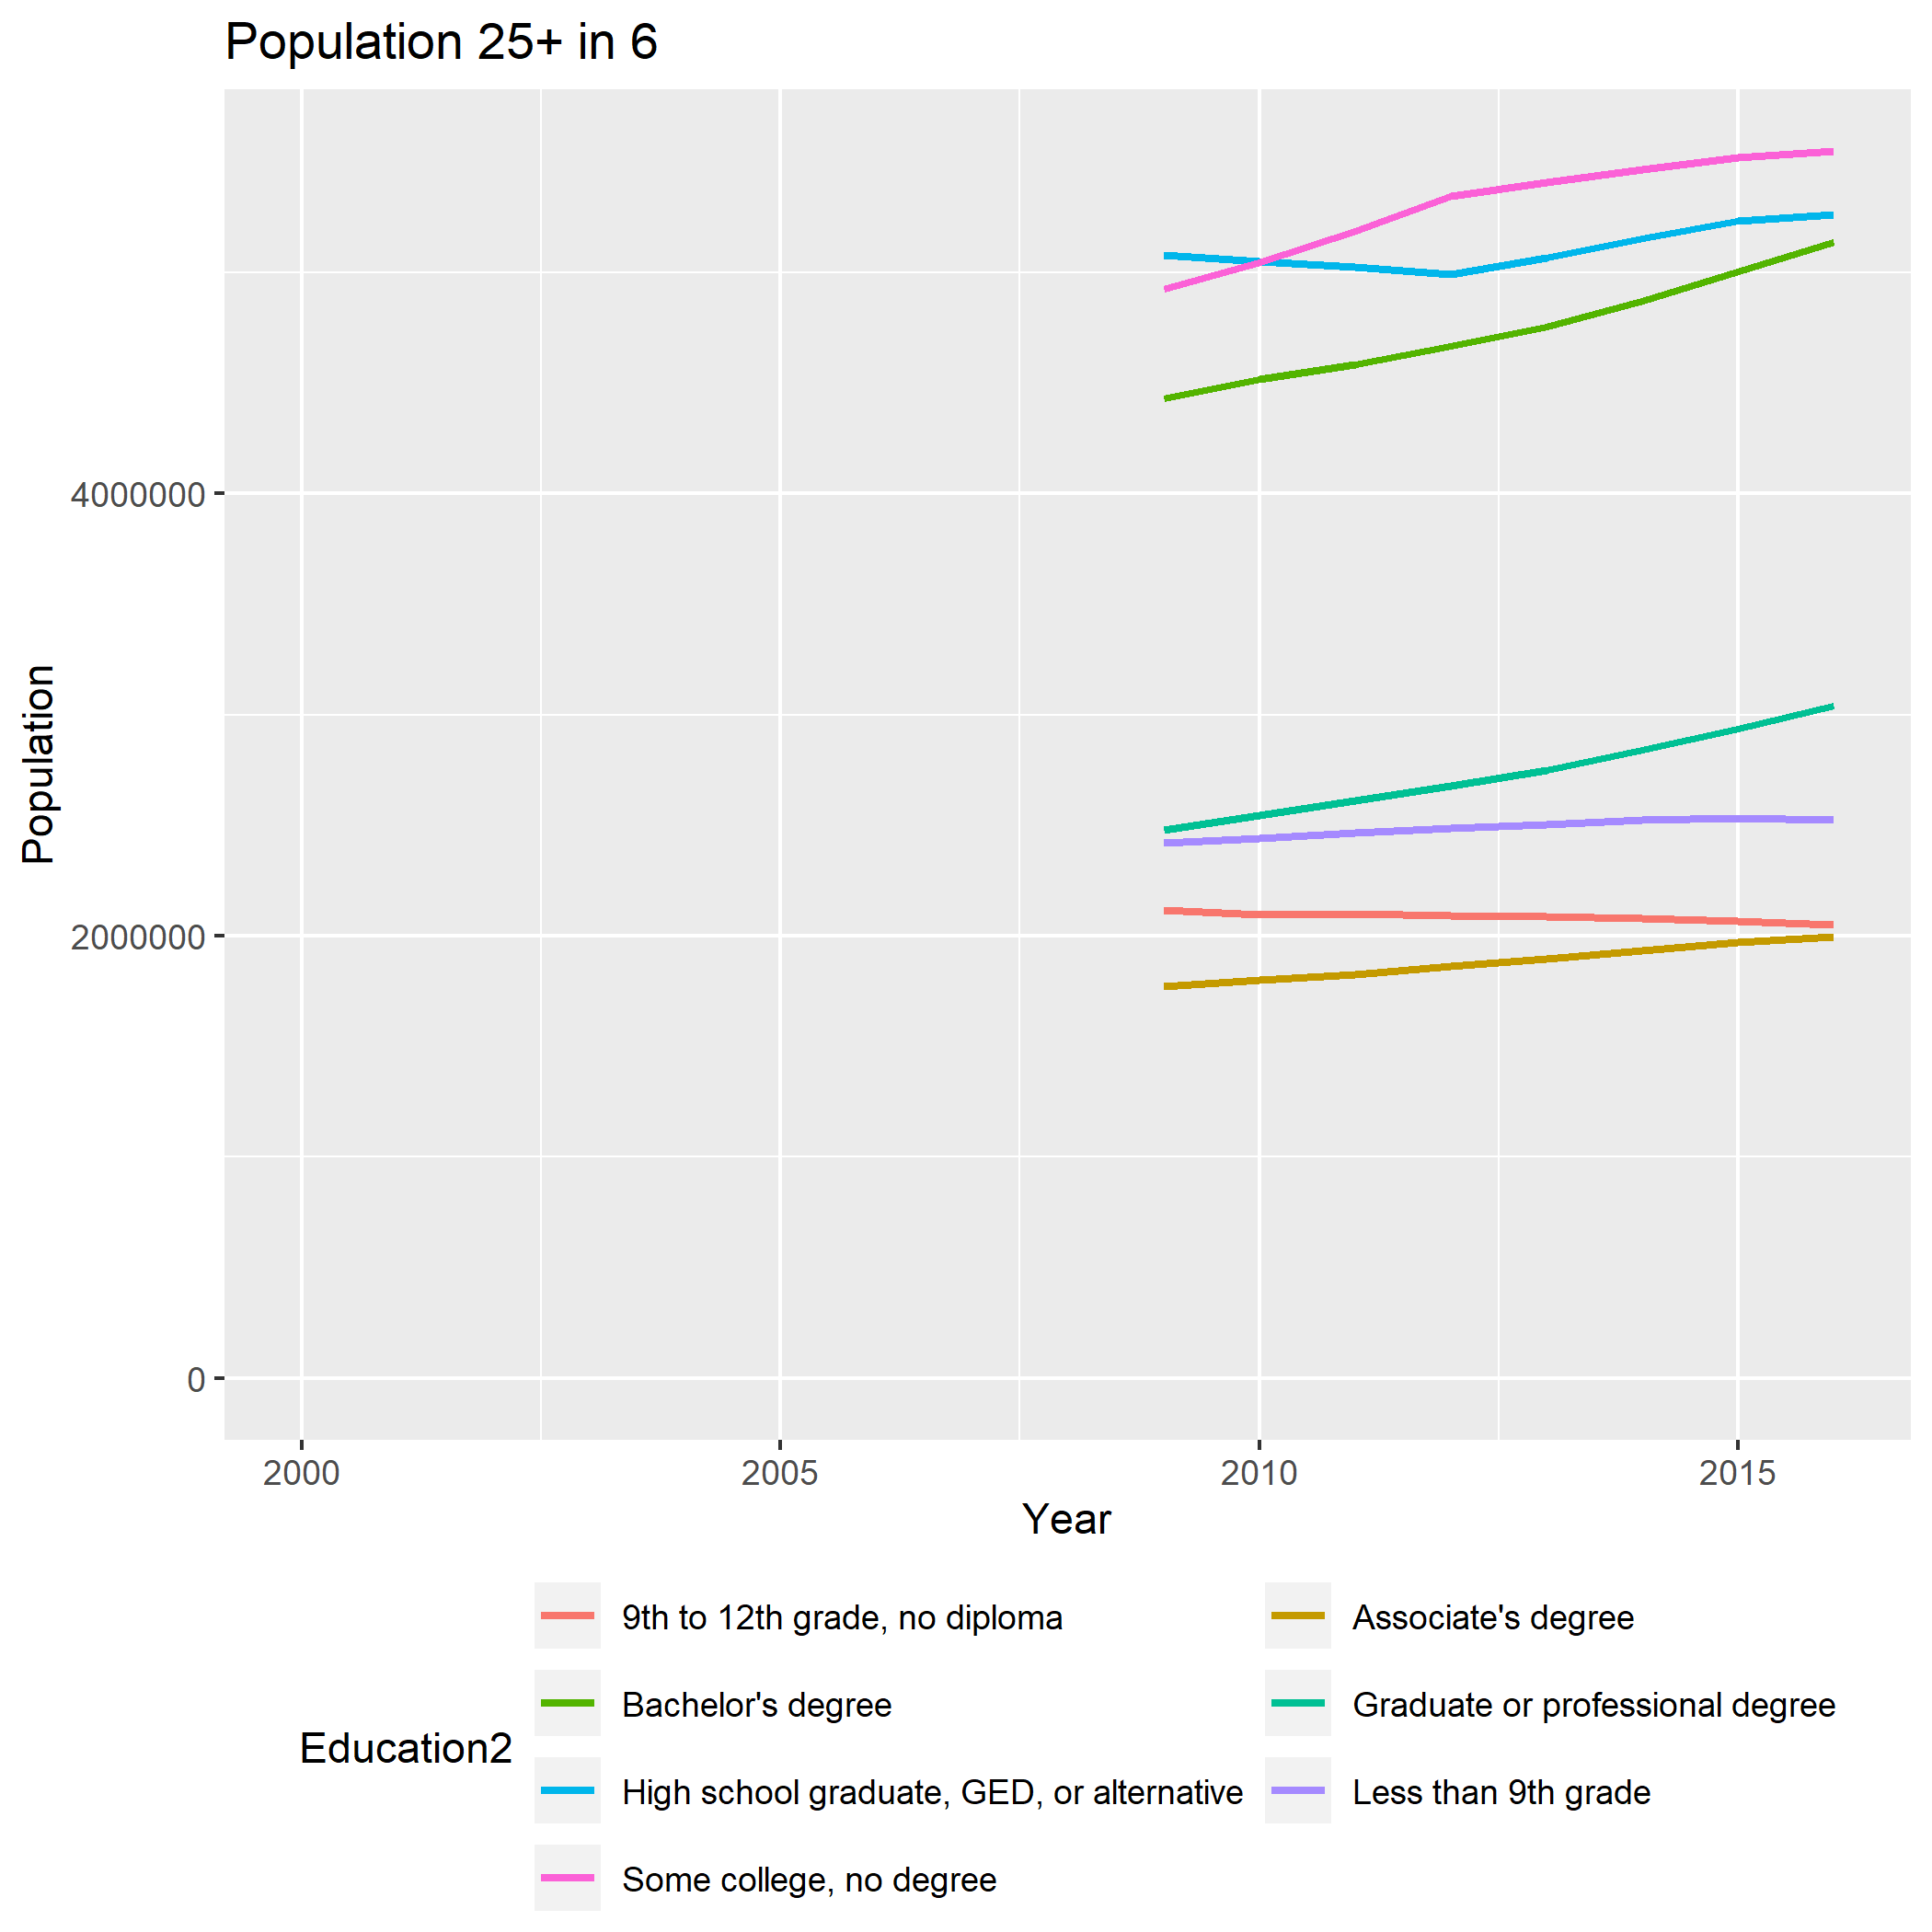 Population 25+ in 6
Population
4000000
2000000
0
2000 2005 2010 2015
Year
Education2
9th to 12th grade, no diploma
Associate's degree
Bachelor's degree
Graduate or professional degree
High school graduate, GED, or alternative
Less than 9th grade
Some college, no degree